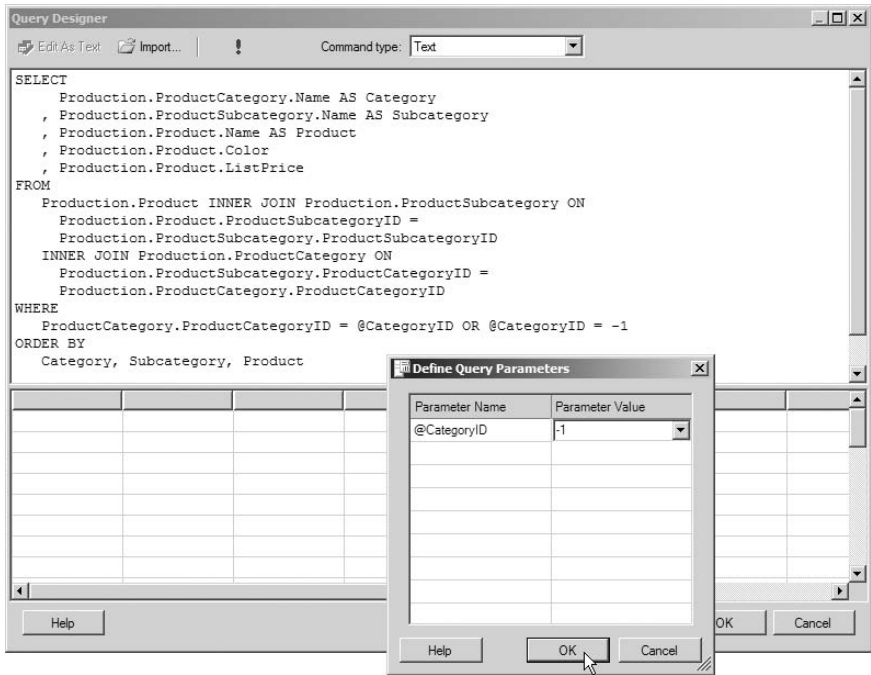 Query Designer
Edit As Text Import... ! Command type: Text
SELECT
Production.ProductCategory.Name AS Category
, Production.ProductSubcategory.Name AS Subcategory
, Production.Product.Name AS Product
, Production.Product.Color
, Production.Product.ListPrice
FROM
Production.Product INNER JOIN Production.ProductSubcategory ON
Production.Product.ProductSubcategoryID =
Production.ProductSubcategory.ProductSubcategoryID
INNER JOIN Production.ProductCategory ON
Production.ProductSubcategory.ProductCategoryID =
Production.ProductCategory.ProductCategoryID
WHERE
ProductCategory.ProductCategoryID = @CategoryID OR @CategoryID = -1
ORDER BY
Category, Subcategory, Product
Define Query Parameters
Parameter Name Parameter Value
@CategoryID -1
Help OK Cancel
Help OK Cancel